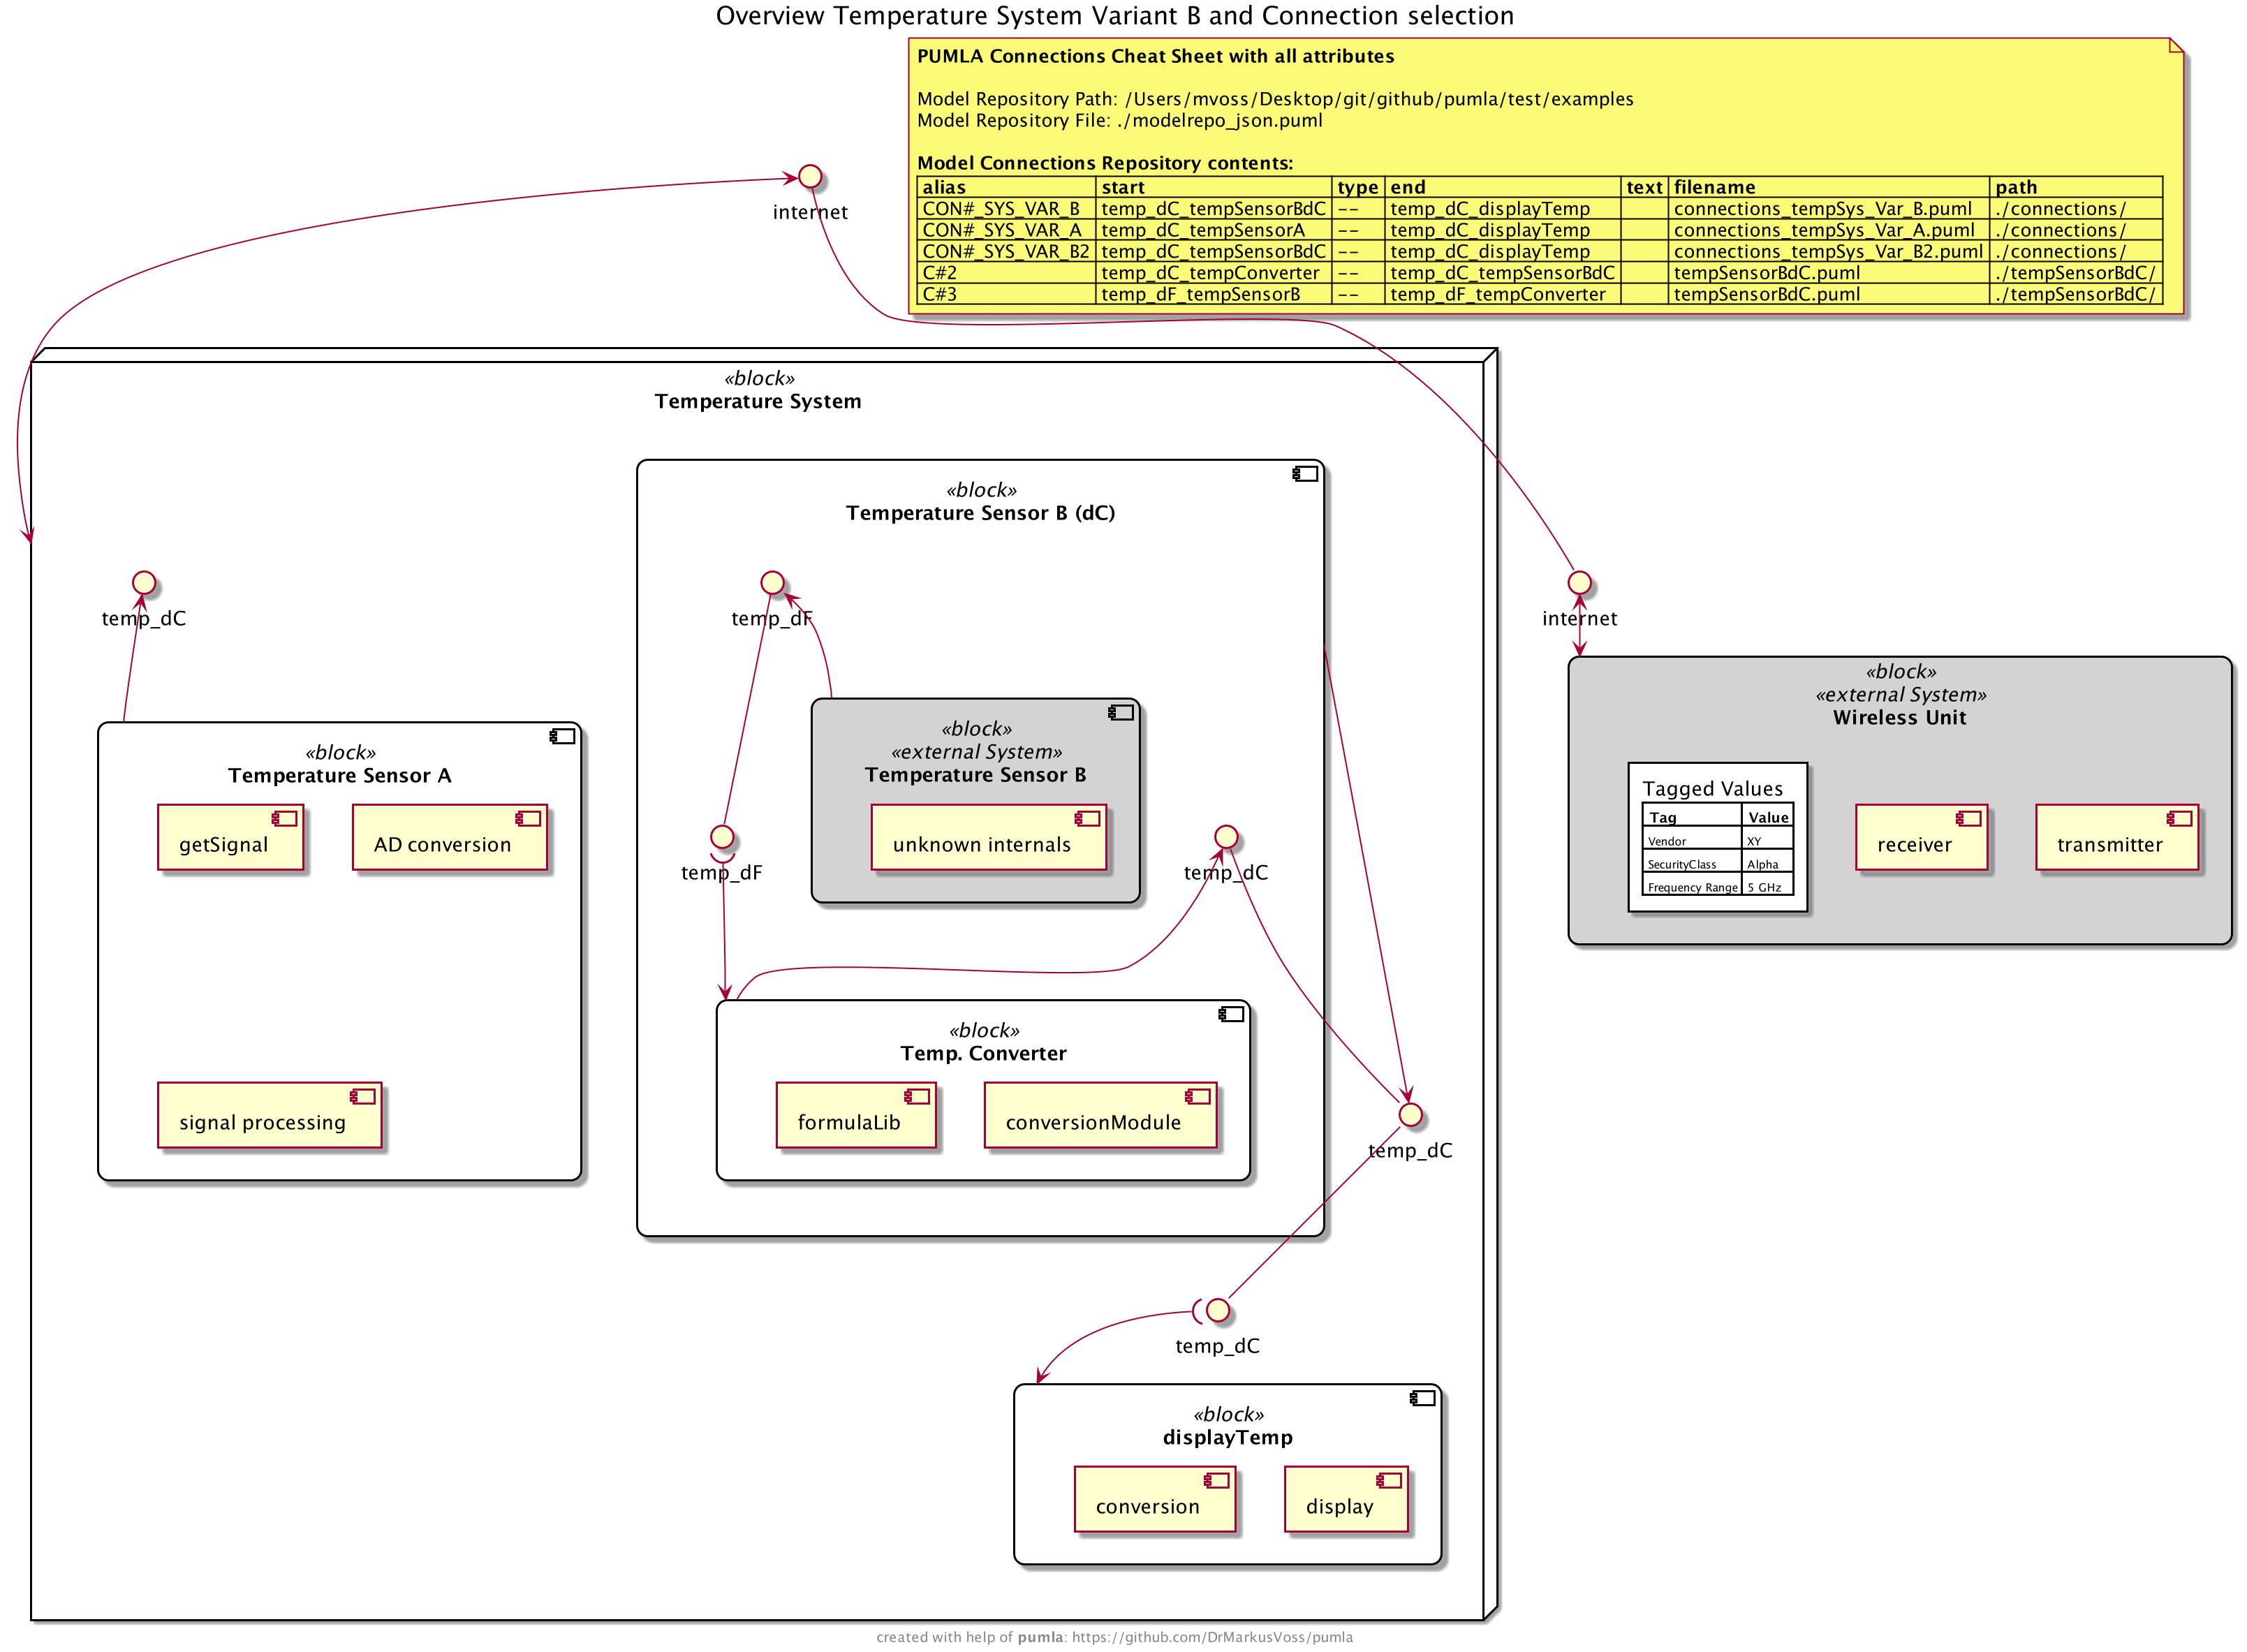 Overview Temperature System Variant B and Connection selection
PUMLA Connections Cheat Sheet with all attributes
Model Repository Path: /Users/mvoss/Desktop/git/github/pumla/test/examples
Model Repository File: ./modelrepo_json.puml
Model Connections Repository contents:
alias start type end text filename path
CON#_SYS_VAR_B temp_dC_tempSensorBdC -- temp_dC_displayTemp connections_tempSys_Var_B.puml ./connections/
CON#_SYS_VAR_A temp_dC_tempSensorA -- temp_dC_displayTemp connections_tempSys_Var_A.puml ./connections/
CON#_SYS_VAR_B2 temp_dC_tempSensorBdC -- temp_dC_displayTemp connections_tempSys_Var_B2.puml ./connections/
C#2 temp_dC_tempConverter -- temp_dC_tempSensorBdC tempSensorBdC.puml ./tempSensorBdC/
C#3 temp_dF_tempSensorB -- temp_dF_tempConverter tempSensorBdC.puml ./tempSensorBdC/
internet
«block»
Temperature System
«block»
Temperature Sensor B (dC)
temp_dC
temp_dF
internet
«block»
Temperature Sensor A
getSignal
AD conversion
signal processing
«block»
«external System»
Temperature Sensor B
unknown internals
temp_dF
temp_dC
«block»
«external System»
Wireless Unit
Tagged Values
Tag Value
Vendor XY
SecurityClass Alpha
Frequency Range 5 GHz
receiver
transmitter
«block»
Temp. Converter
formulaLib
conversionModule
temp_dC
temp_dC
«block»
displayTemp
conversion
display
created with help of pumla: https://github.com/DrMarkusVoss/pumla